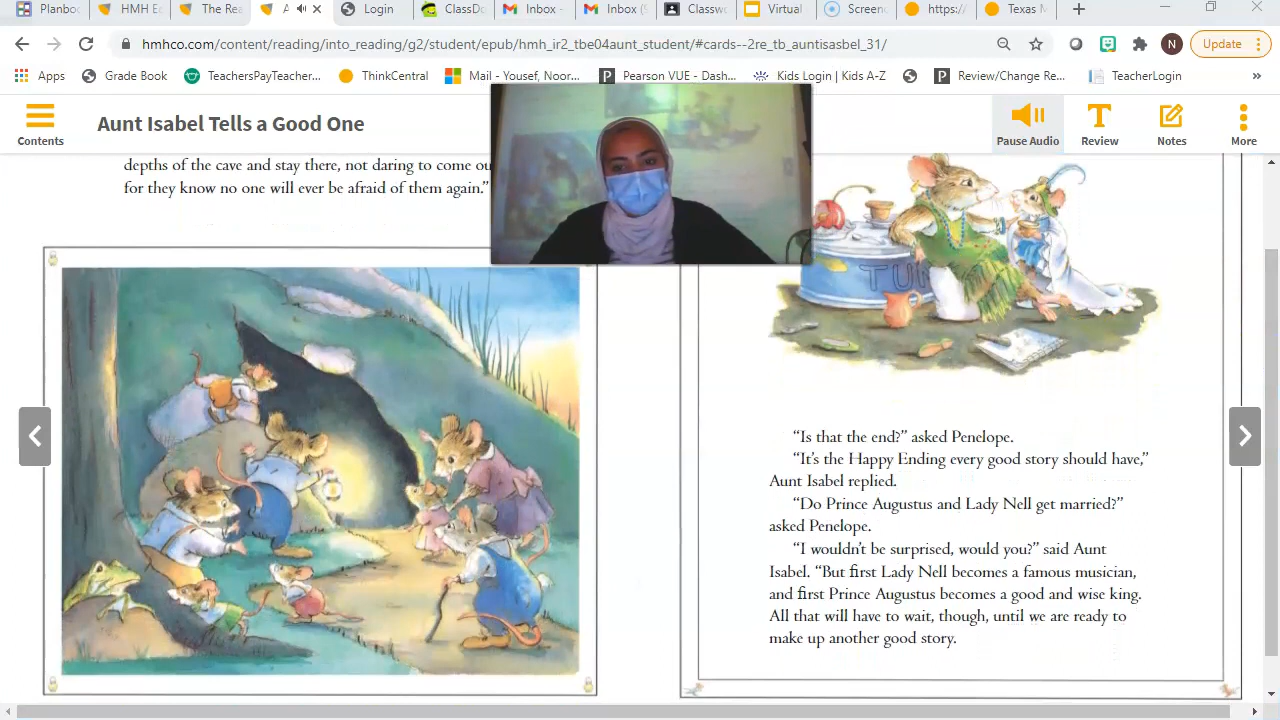 Planboo
HMH E
The Rea
A
Login
ClassDo
Inbox -
Inbox (9
Classw
Virtual
Screen
https://
Texas M
hmhco.com/content/reading/into_reading_v2/student/epub/hmh_ir2_tbe04aunt_student/#cards--2re_tb_auntisasbel_31/
N
Update
Apps
Grade Book
TeachersPayTeacher...
ThinkCentral
Mail - Yousef, Noor...
Pearson VUE - Das...
Kids Login | Kids A-Z
Review/Change Re...
TeacherLogin
»
Contents
Aunt Isabel Tells a Good One
Pause Audio
Review
Notes
More
depths of the cave and stay there, not daring to come ou
for they know no one will ever be afraid of them again.”
TUN
“Is that the end?” asked Penelope.
“It’s the Happy Ending every good story should have,”
Aunt Isabel replied.
“Do Prince Augustus and Lady Nell get married?”
asked Penelope.
“I wouldn’t be surprised, would you?” said Aunt
Isabel. “But first Lady Nell becomes a famous musician,
and first Prince Augustus becomes a good and wise king.
All that will have to wait, though, until we are ready to
make up another good story.